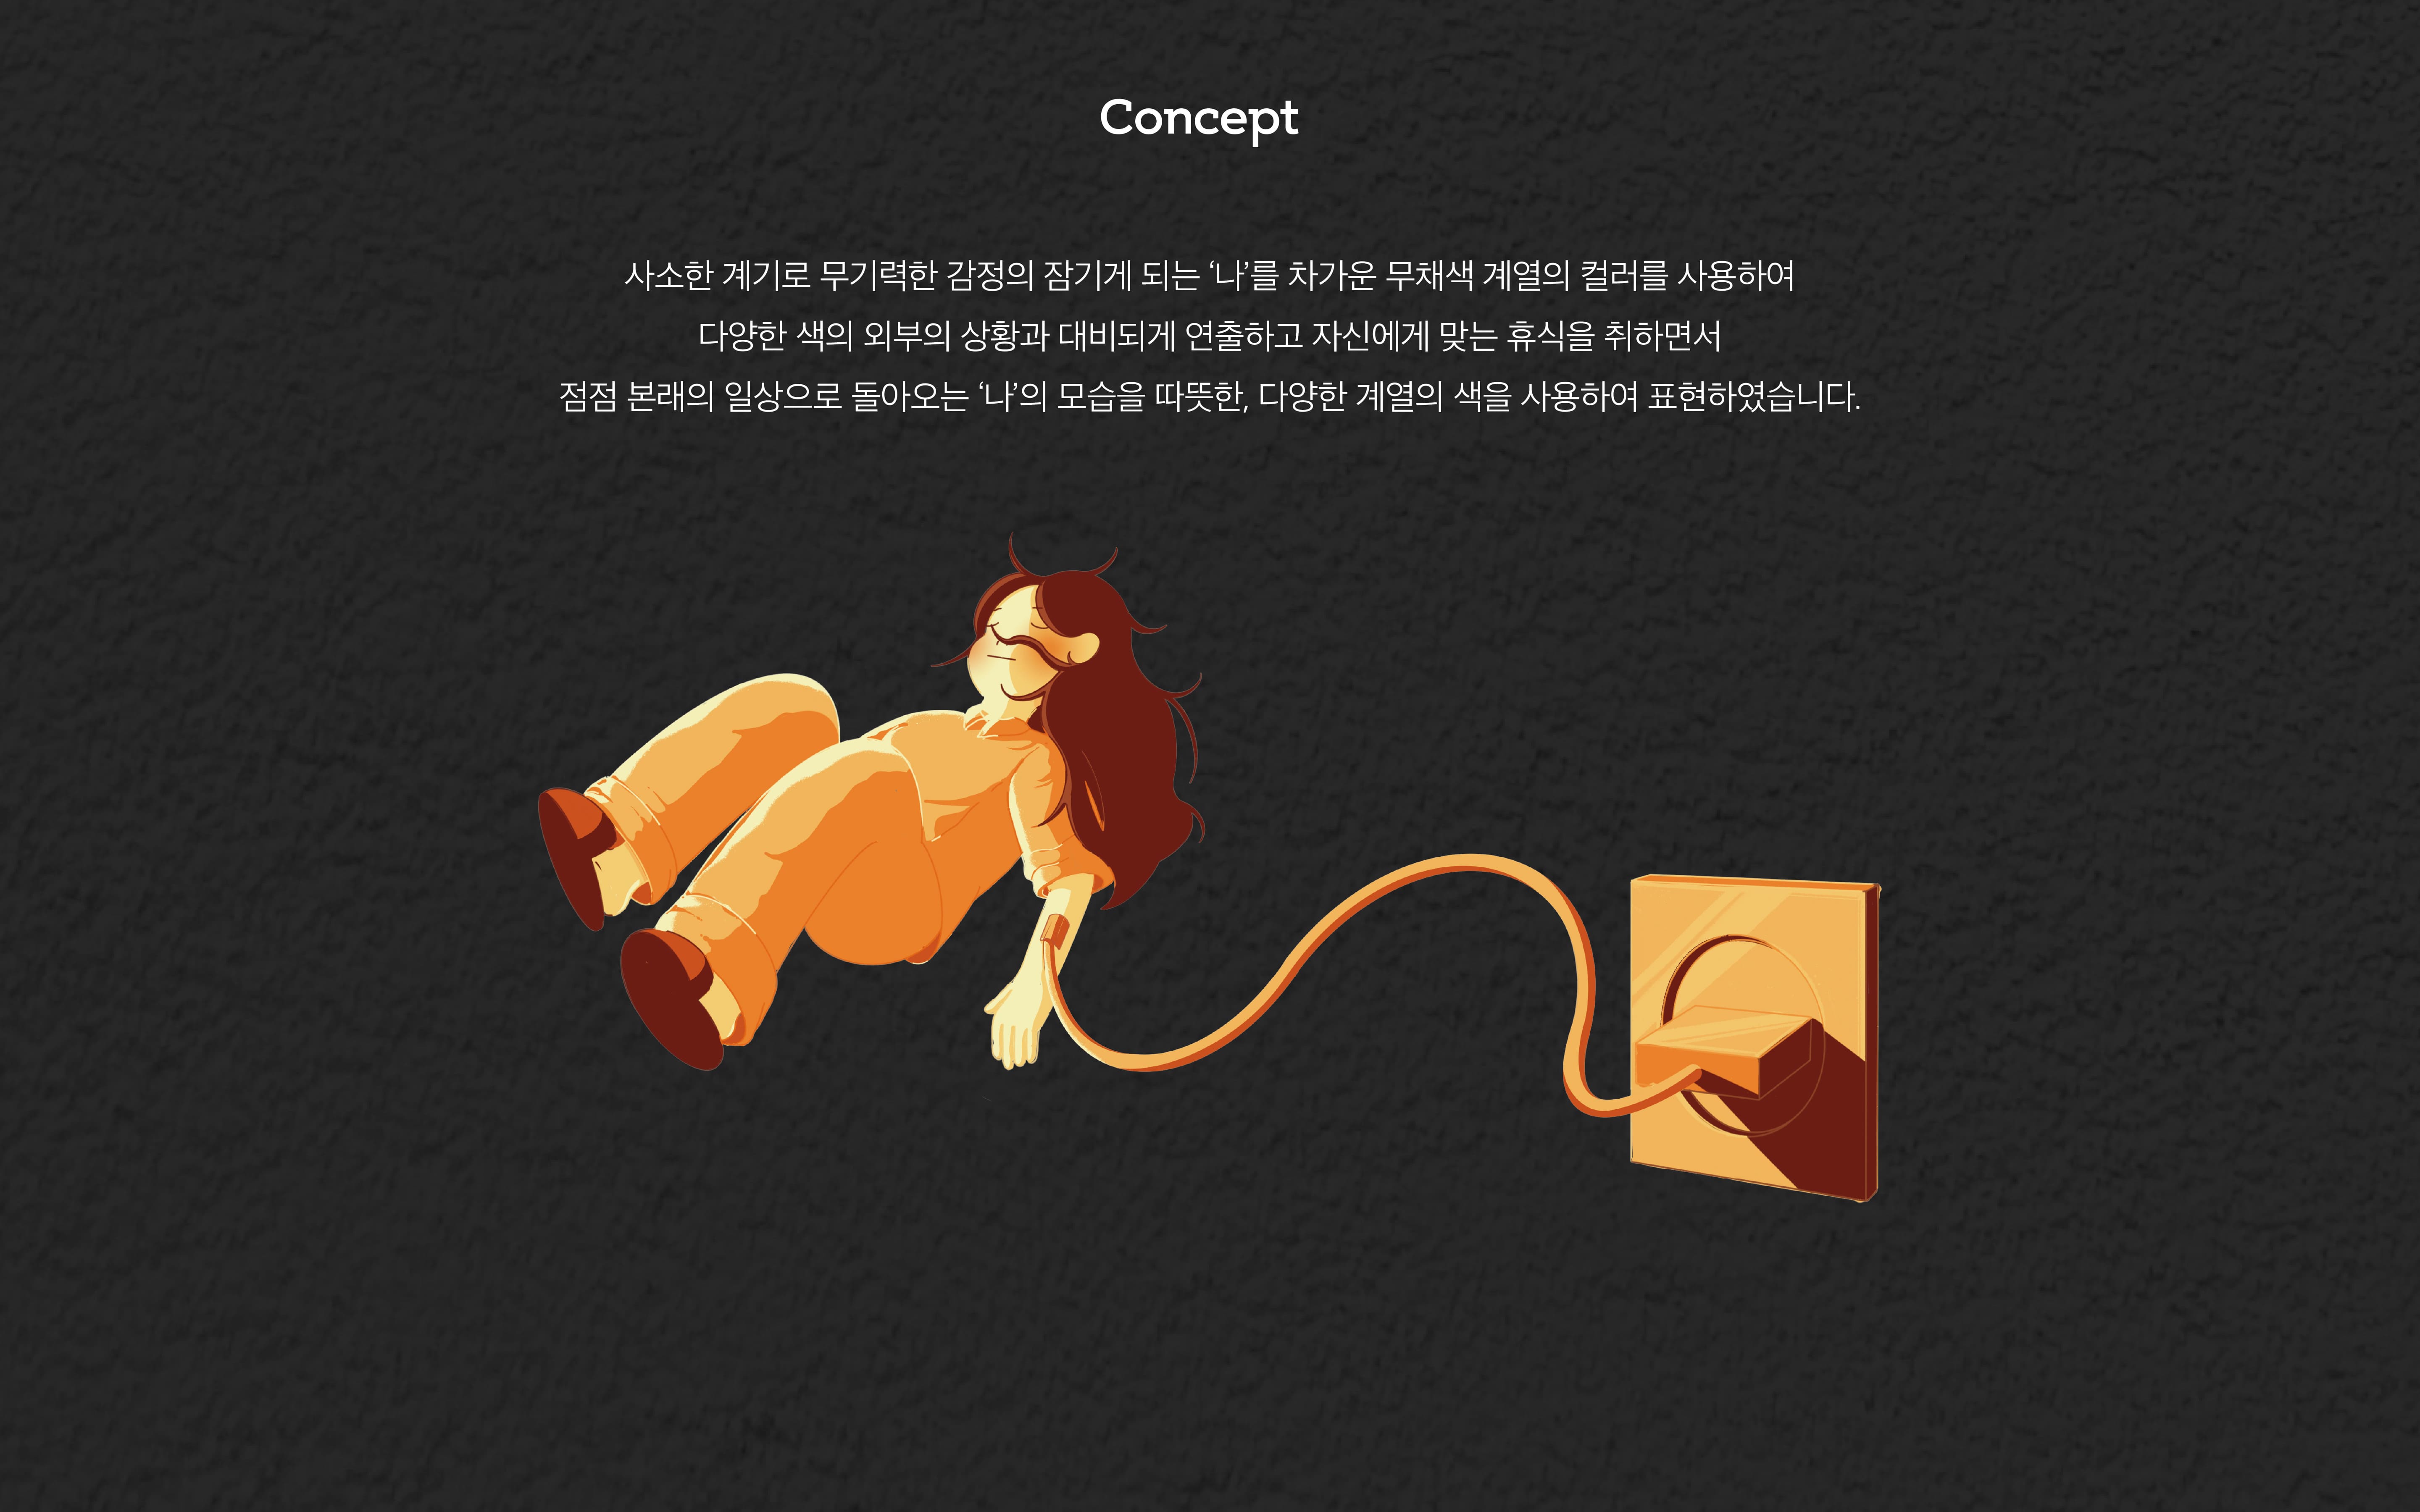 Concept
사소한 계기로 무기력한 감정의 잠기게 되는 ‘나’를 차가운 무채색 계열의 컬러를 사용하여
다양한 색의 외부의 상황과 대비되게 연출하고 자신에게 맞는 휴식을 취하면서
점점 본래의 일상으로 돌아오는 ‘나’의 모습을 따뜻한, 다양한 계열의 색을 사용하여 표현하였습니다.